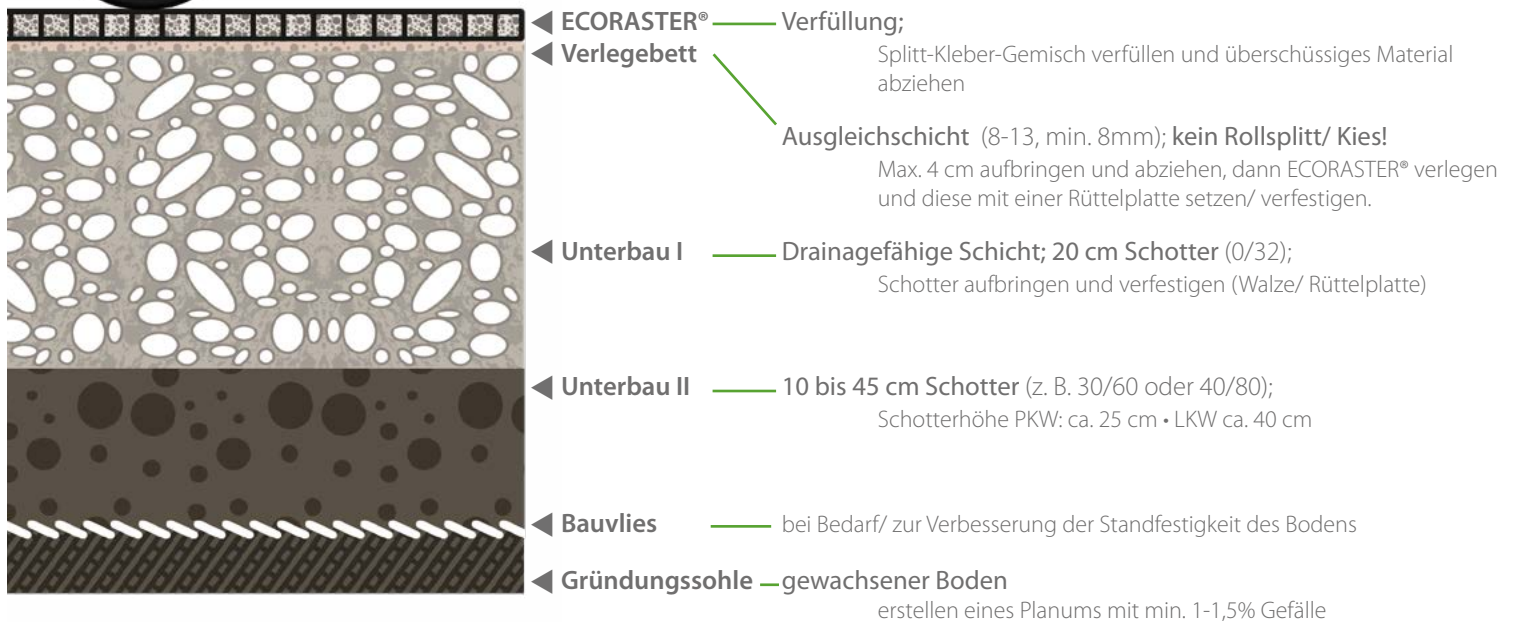 ECORASTER® Verfüllung;
Splitt-Kleber-Gemisch verfüllen und überschüssiges Material
abziehen
Verlegebett
Ausgleichschicht (8-13, min. 8mm); kein Rollsplitt/ Kies!
Max. 4 cm aufbringen und abziehen, dann ECORASTER® verlegen
und diese mit einer Rüttelplatte setzen/ verfestigen.
Unterbau I Drainagefähige Schicht; 20 cm Schotter (0/32);
Schotter aufbringen und verfestigen (Walze/ Rüttelplatte)
Unterbau II 10 bis 45 cm Schotter (z. B. 30/60 oder 40/80);
Schotterhöhe PKW: ca. 25 cm • LKW ca. 40 cm
Bauvlies bei Bedarf/ zur Verbesserung der Standfestigkeit des Bodens
Gründungssohle gewachsener Boden
erstellen eines Planums mit min. 1-1,5% Gefälle